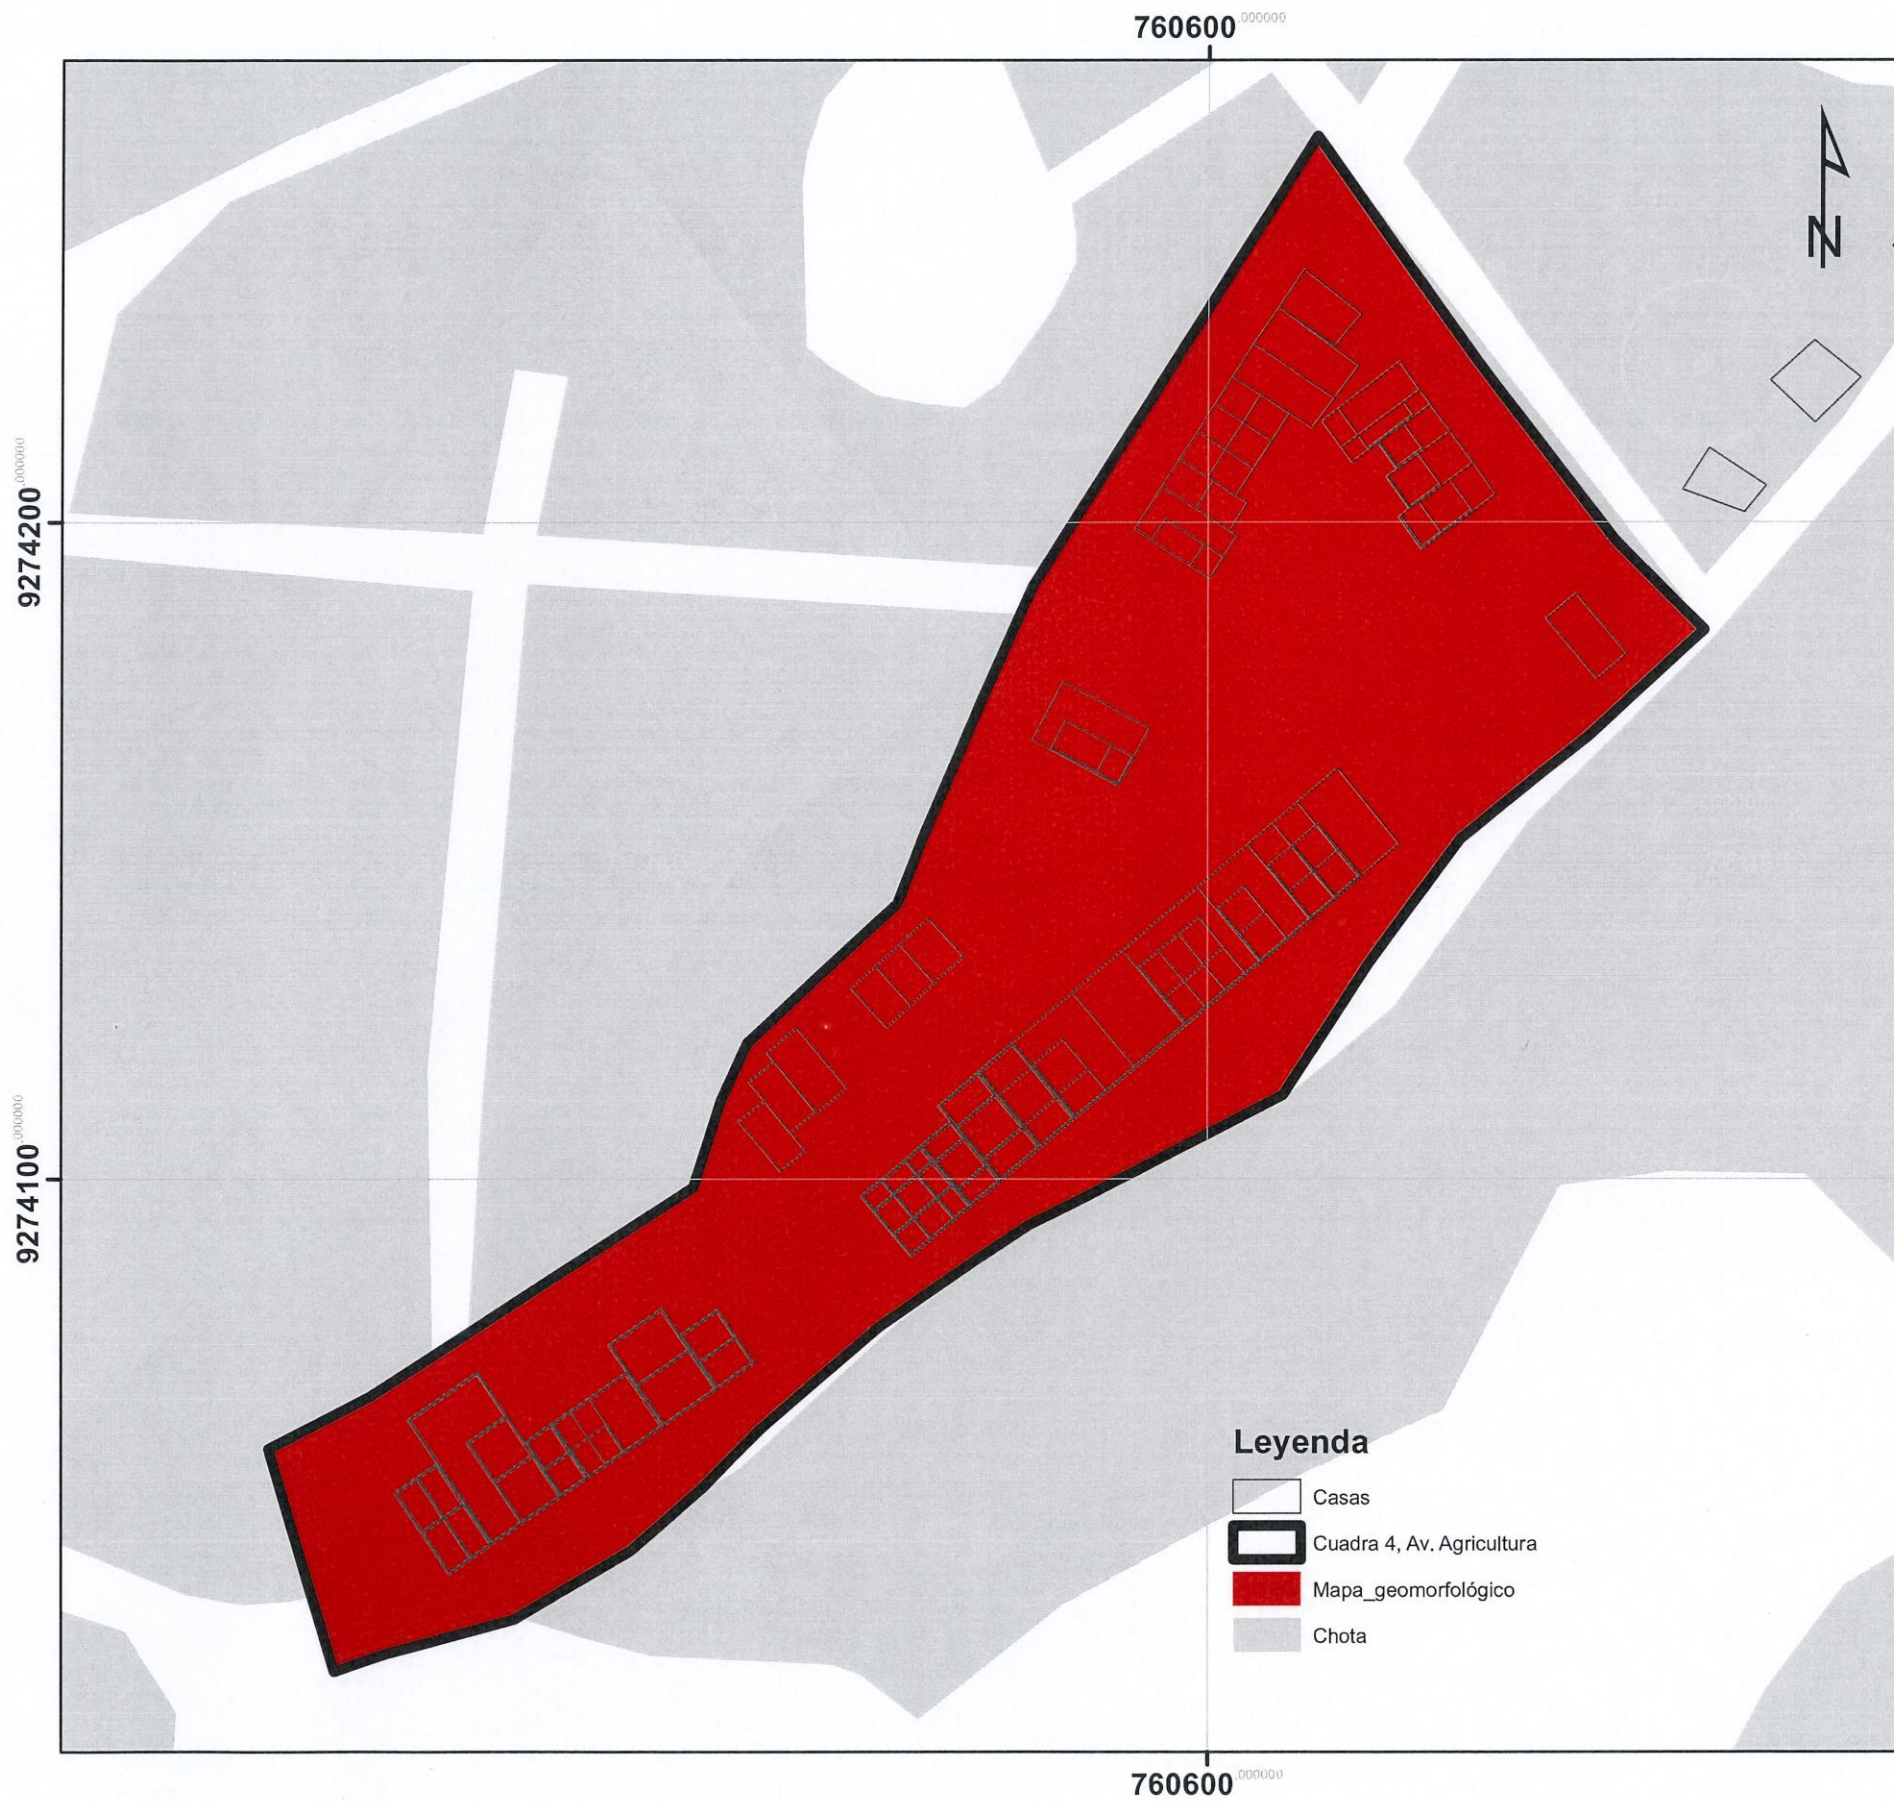 760600.000000
N
9274200.000000
9274100.000000
Leyenda
Casas
Cuadra 4, Av. Agricultura
Mapa_geomorfológico
Chota
760600.000000